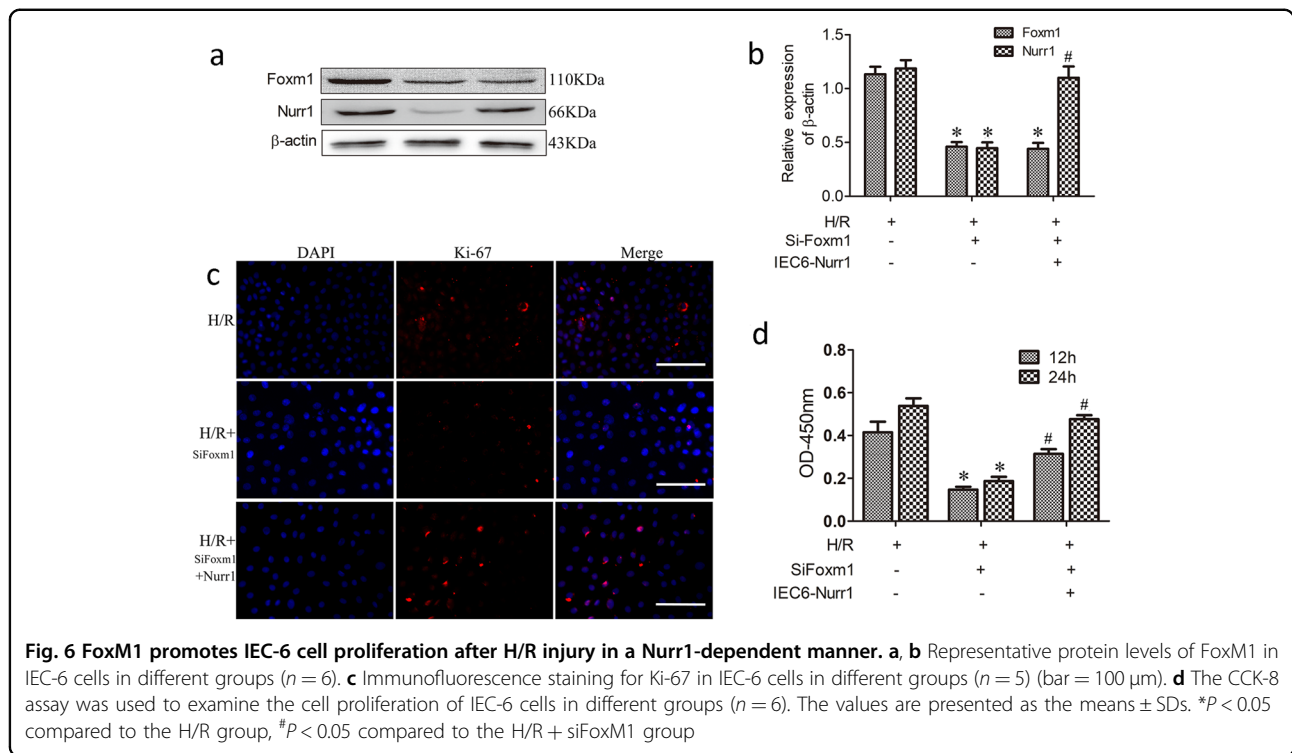 a
Foxm1 110KDa
Nurr1 66KDa
β-actin 43KDa
b
Foxm1
Nurr1
Relative expression
of β-actin
1.5
1.0
0.5
0.0
* * * #
H/R + + +
Si-Foxm1 - + +
IEC6-Nurr1 - - +
c
DAPI Ki-67 Merge
H/R
H/R+
SiFoxm1
H/R+
SiFoxm1
+Nurr1
d
12h
24h
OD-450nm
0.8
0.6
0.4
0.2
0.0
* * # #
H/R + + +
SiFoxm1 - + +
IEC6-Nurr1 - - +
Fig. 6 FoxM1 promotes IEC-6 cell proliferation after H/R injury in a Nurr1-dependent manner. a, b Representative protein levels of FoxM1 in
IEC-6 cells in different groups (n = 6). c Immunofluorescence staining for Ki-67 in IEC-6 cells in different groups (n = 5) (bar = 100 μm). d The CCK-8
assay was used to examine the cell proliferation of IEC-6 cells in different groups (n = 6). The values are presented as the means ± SDs. *P < 0.05
compared to the H/R group, #P < 0.05 compared to the H/R + siFoxM1 group